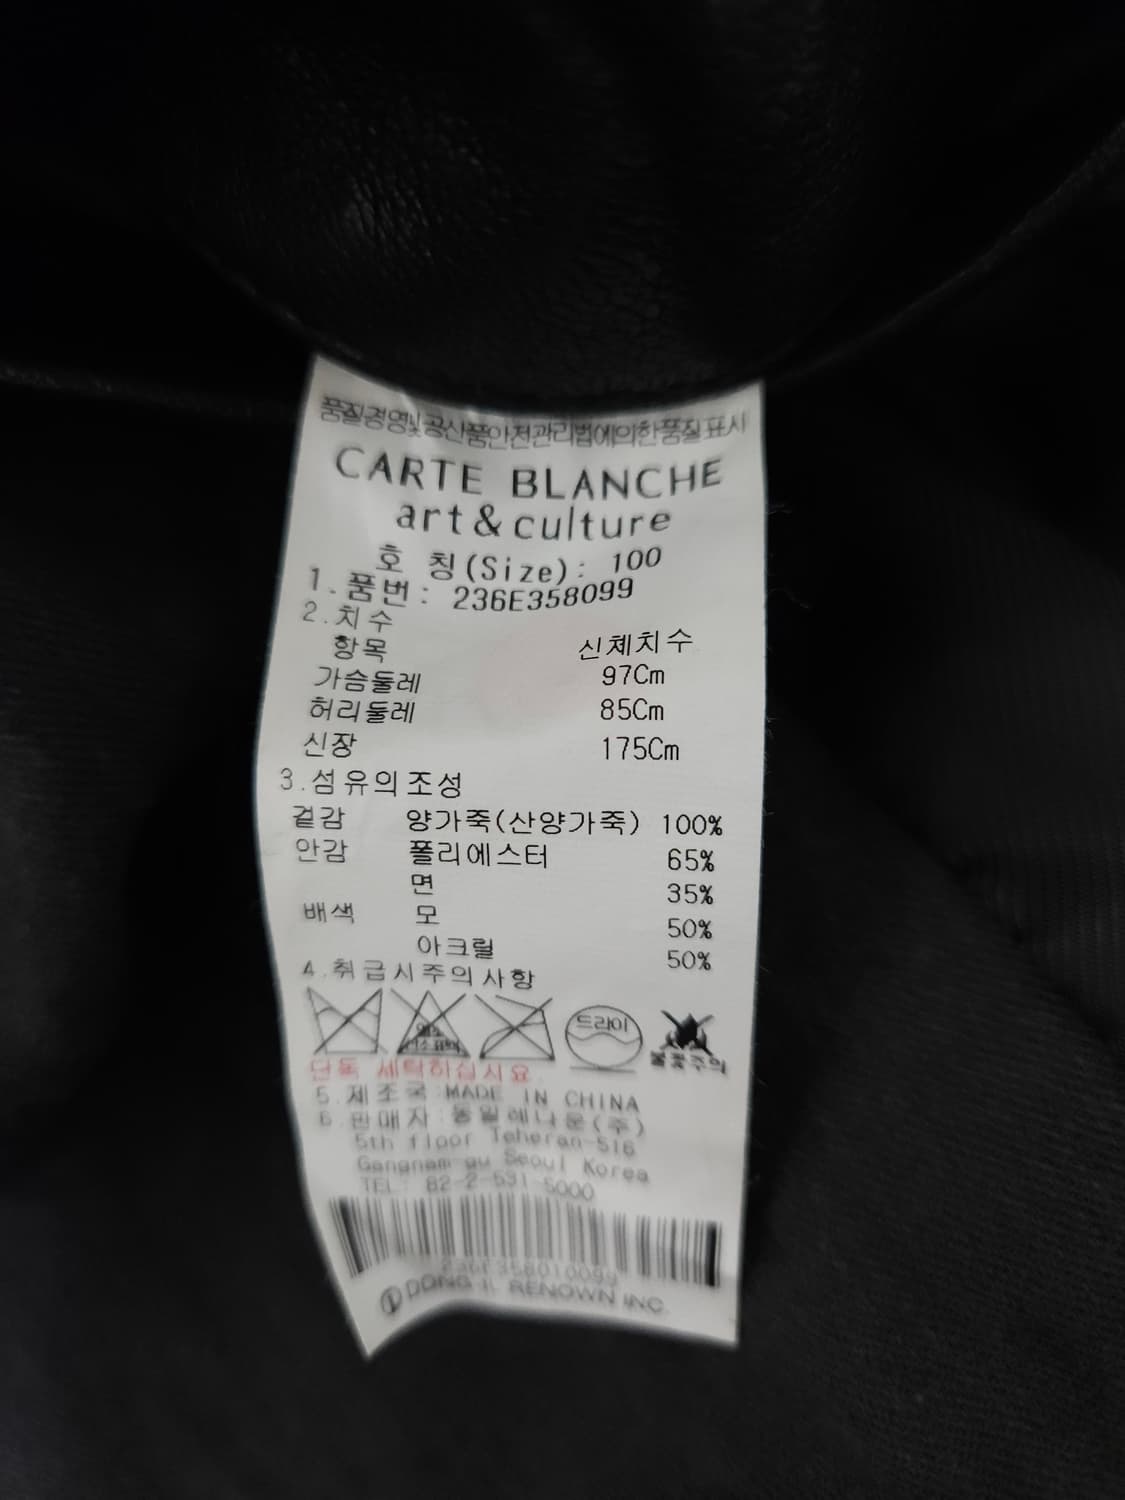 품질경영및공산품안전관리법에의한품질표시
CARTE BLANCHE
art&culture
호 칭(Size): 100
1.품번: 236E358099
2.치수
항목 신체치수
가슴둘레 97Cm
허리둘레 85Cm
신장 175Cm
3.섬유의조성
겉감 양가죽(산양가죽) 100%
안감 폴리에스터 65%
면 35%
배색 모 50%
아크릴 50%
4.취급시주의사항
드라이
불꽃주의
단독 세탁하십시요
5.제조국:MADE IN CHINA
6.판매자:동일레나운(주)
5th floor Teheran-516
Gangnam-gu Seoul Korea
TEL: 82-2-531-5000
236E358010099
DONG-IL RENOWN INC.